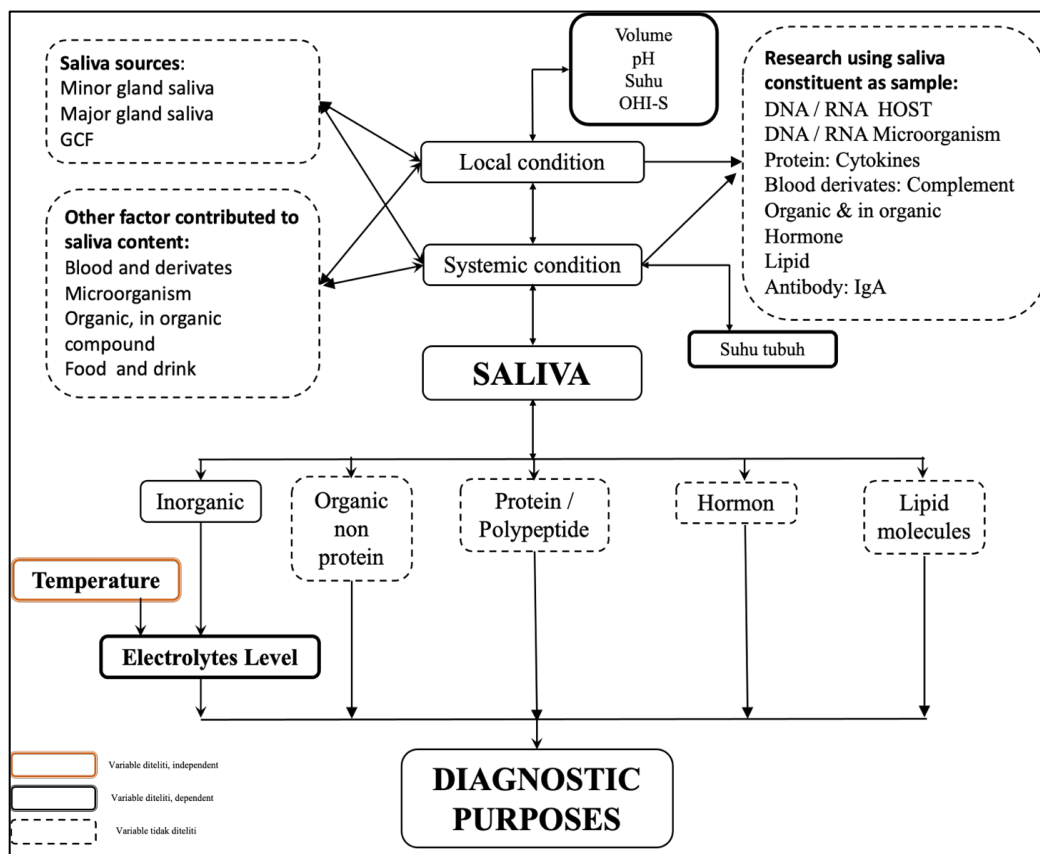 Saliva sources:
Minor gland saliva
Major gland saliva
GCF
Volume
pH
Suhu
OHI-S
Research using saliva
constituent as sample:
DNA / RNA HOST
DNA / RNA Microorganism
Protein: Cytokines
Blood derivates: Complement
Organic & in organic
Hormone
Lipid
Antibody: IgA
Local condition
Other factor contributed to
saliva content:
Blood and derivates
Microorganism
Organic, in organic
compound
Food and drink
Systemic condition
Suhu tubuh
SALIVA
Inorganic
Organic
non
protein
Protein /
Polypeptide
Hormon
Lipid
molecules
Temperature
Electrolytes Level
DIAGNOSTIC
PURPOSES
Variable diteliti, independent
Variable diteliti, dependent
Variable tidak diteliti